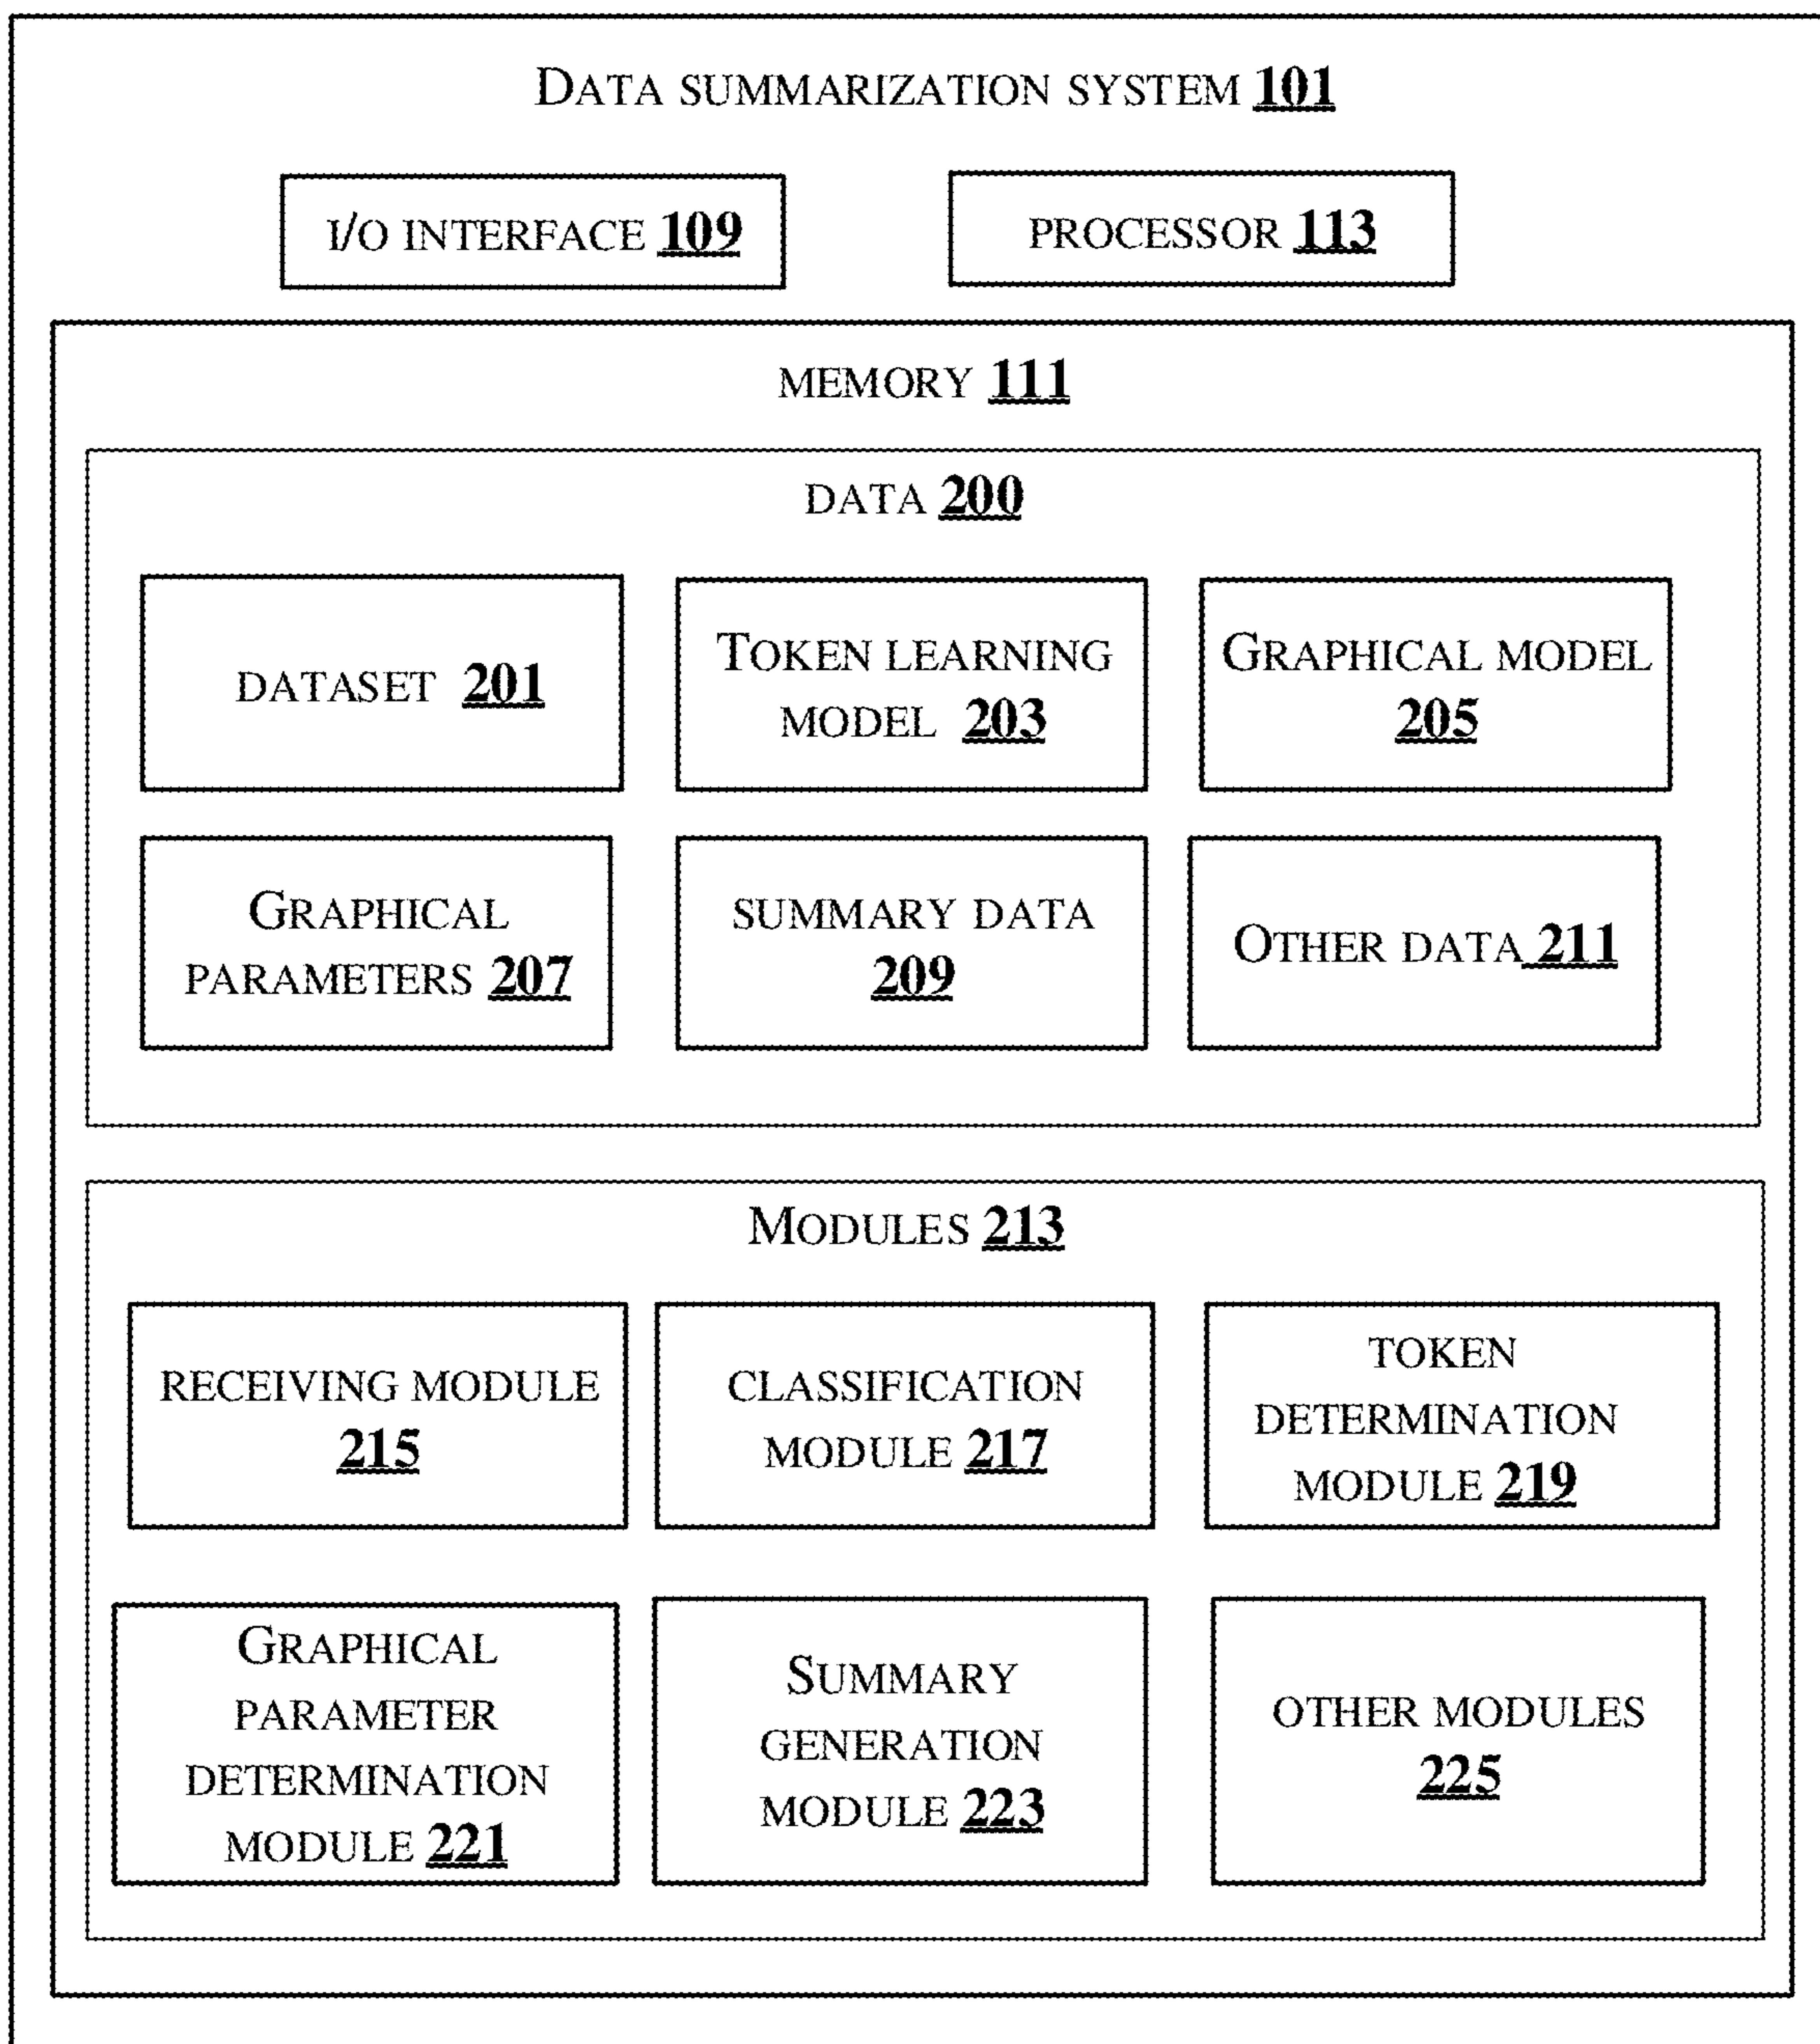 DATA SUMMARIZATION SYSTEM 101
I/O INTERFACE 109
PROCESSOR 113
MEMORY 111
DATA 200
DATASET 201
TOKEN LEARNING
MODEL 203
GRAPHICAL MODEL
205
GRAPHICAL
PARAMETERS 207
SUMMARY DATA
209
OTHER DATA 211
MODULES 213
RECEIVING MODULE
215
CLASSIFICATION
MODULE 217
TOKEN
DETERMINATION
MODULE 219
GRAPHICAL
PARAMETER
DETERMINATION
MODULE 221
SUMMARY
GENERATION
MODULE 223
OTHER MODULES
225